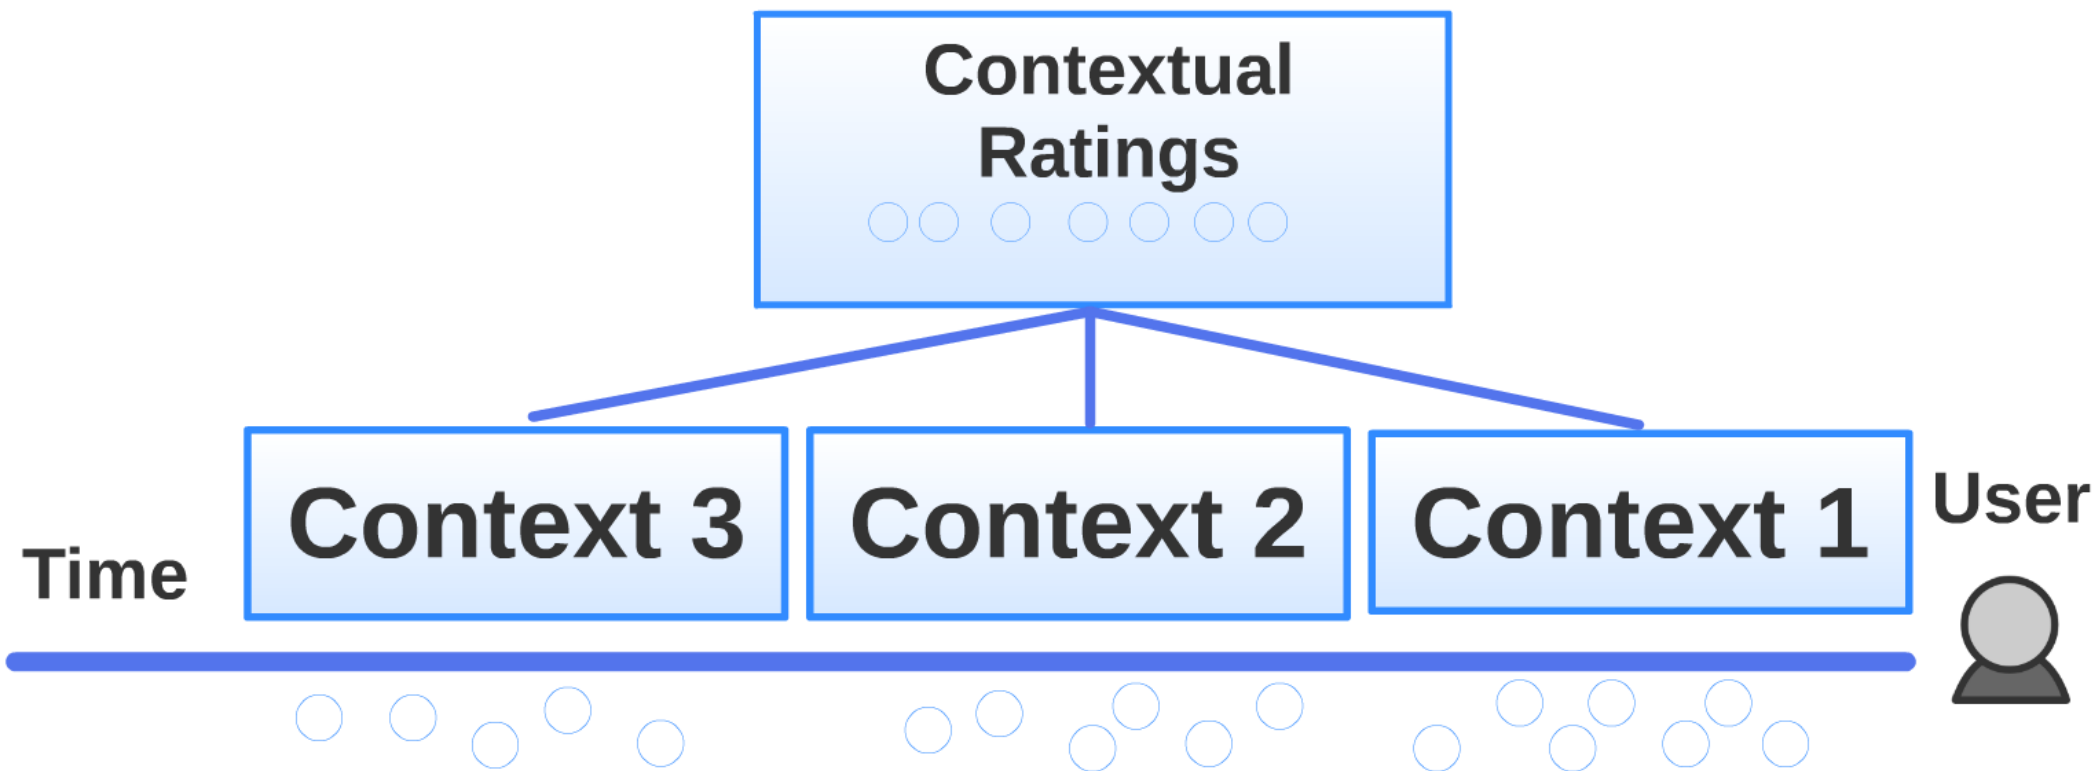 Contextual
Ratings
Context 3
Context 2
Context 1
User
Time